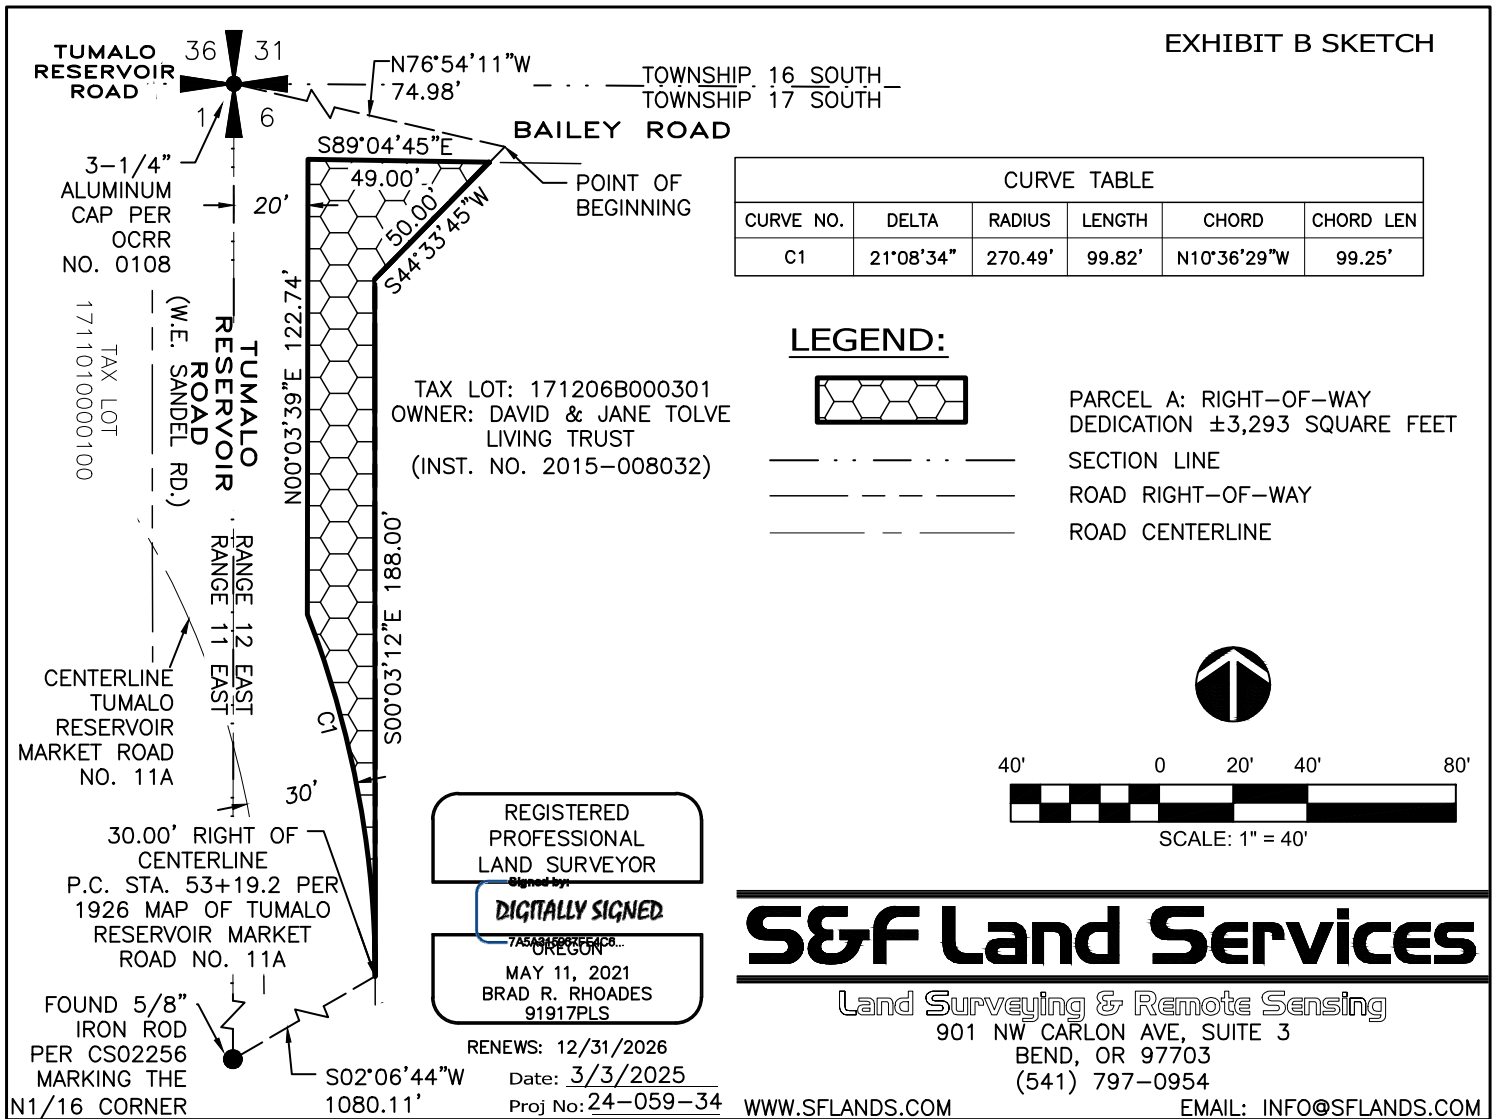 EXHIBIT B SKETCH
TUMALO
RESERVOIR
ROAD
36
31
1
6
N76°54'11"W
74.98'
TOWNSHIP 16 SOUTH
TOWNSHIP 17 SOUTH
BAILEY ROAD
S89°04'45"E
49.00'
50.00'
S44°33'45"W
POINT OF
BEGINNING
3-1/4"
ALUMINUM
CAP PER
OCRR
NO. 0108
20'
CURVE TABLE
CURVE NO. DELTA RADIUS LENGTH CHORD CHORD LEN
C1 21°08'34" 270.49' 99.82' N10°36'29"W 99.25'
TAX LOT
1711010000100
(W.E. SANDEL RD.)
TUMALO
RESERVOIR
ROAD
N00°03'39"E 122.74'
TAX LOT: 171206B000301
OWNER: DAVID & JANE TOLVE
LIVING TRUST
(INST. NO. 2015-008032)
LEGEND:
PARCEL A: RIGHT-OF-WAY
DEDICATION ±3,293 SQUARE FEET
SECTION LINE
ROAD RIGHT-OF-WAY
ROAD CENTERLINE
RANGE 12 EAST
RANGE 11 EAST
S00°03'12"E 188.00'
C1
CENTERLINE
TUMALO
RESERVOIR
MARKET ROAD
NO. 11A
30'
30.00' RIGHT OF
CENTERLINE
P.C. STA. 53+19.2 PER
1926 MAP OF TUMALO
RESERVOIR MARKET
ROAD NO. 11A
FOUND 5/8"
IRON ROD
PER CS02256
MARKING THE
N1/16 CORNER
S02°06'44"W
1080.11'
REGISTERED
PROFESSIONAL
LAND SURVEYOR
Signed by:
DIGITALLY SIGNED
OREGON
MAY 11, 2021
BRAD R. RHOADES
91917PLS
RENEWS: 12/31/2026
Date: 3/3/2025
Proj No: 24-059-34
40' 0 20' 40' 80'
SCALE: 1" = 40'
S&F Land Services
Land Surveying & Remote Sensing
901 NW CARLON AVE, SUITE 3
BEND, OR 97703
(541) 797-0954
WWW.SFLANDS.COM
EMAIL: INFO@SFLANDS.COM